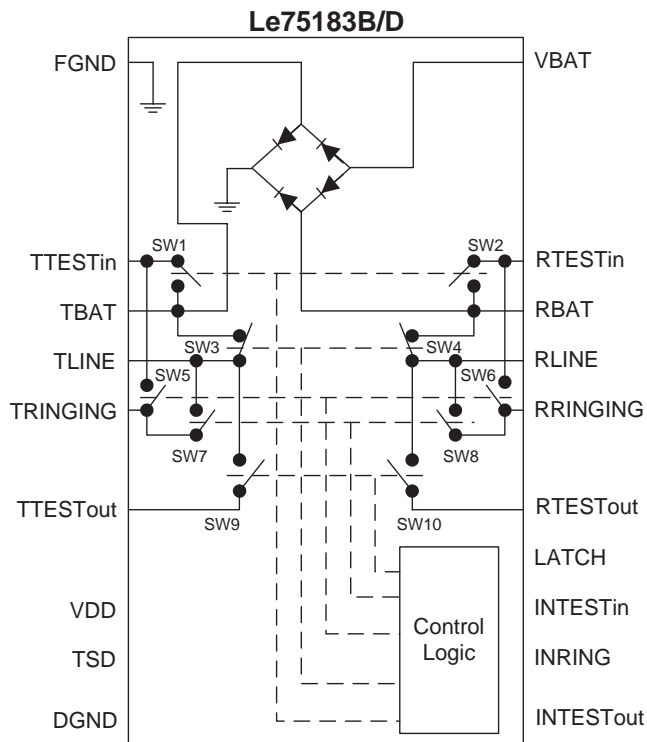 Le75183B/D
FGND
VBAT
SW1
SW2
TTESTin
RTESTin
TBAT
RBAT
SW3
SW4
TLINE
RLINE
SW5
SW6
TRINGING
RRINGING
SW7
SW8
TTESTout
RTESTout
SW9
SW10
LATCH
VDD
INTESTin
Control
Logic
TSD
INRING
DGND
INTESTout